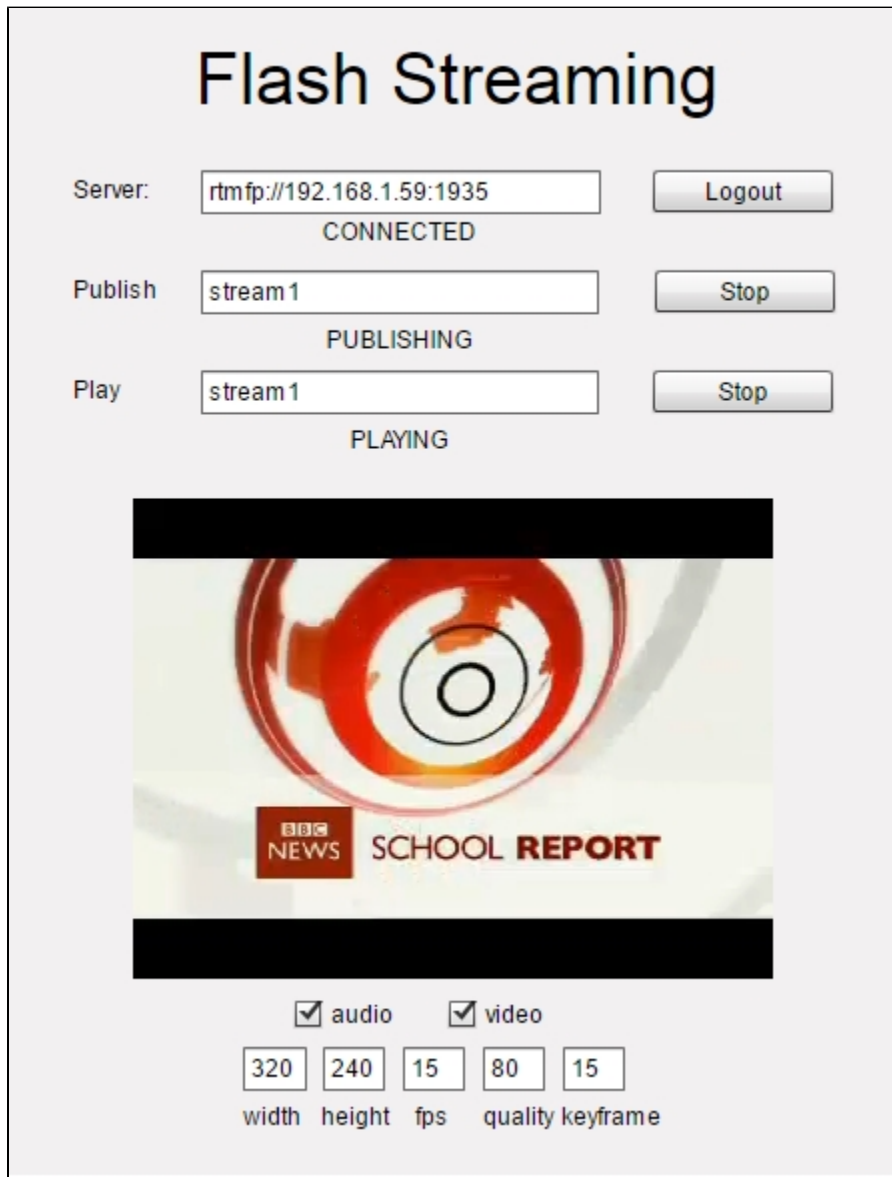 Flash Streaming
Server: rtmfp://192.168.1.59:1935 Logout
CONNECTED
Publish stream1 Stop
PUBLISHING
Play stream1 Stop
PLAYING
BBC
NEWS SCHOOL REPORT
audio video
320 240 15 80 15
width height fps quality keyframe